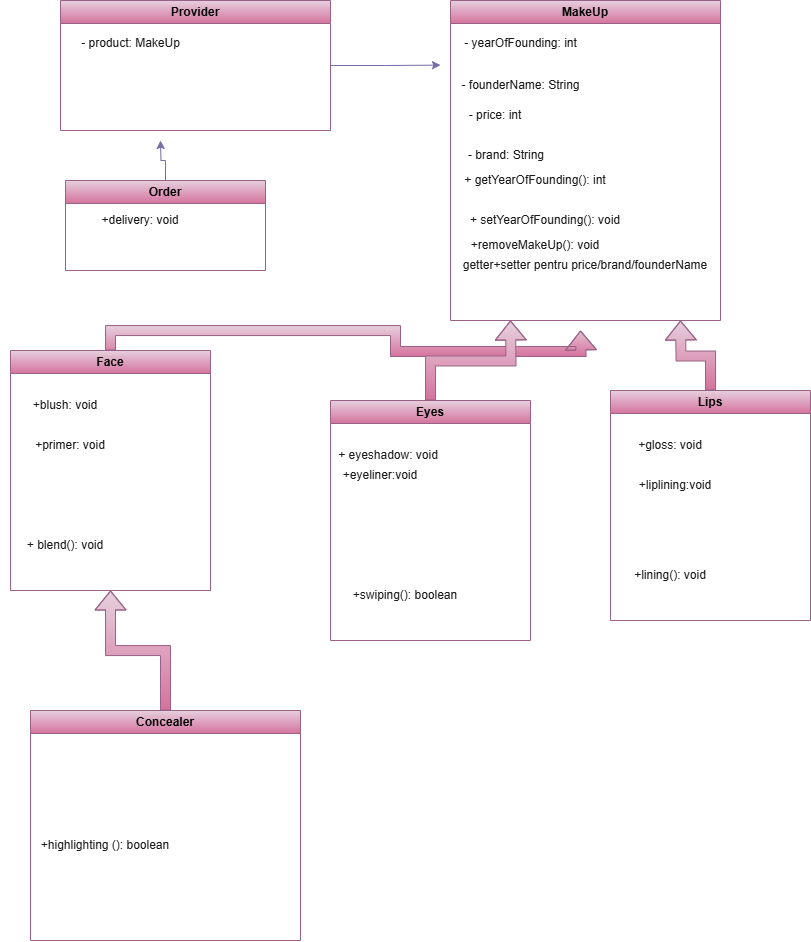 Provider
- product: MakeUp
MakeUp
- yearOfFounding: int
- founderName: String
- price: int
- brand: String
+ getYearOfFounding(): int
+ setYearOfFounding(): void
+removeMakeUp(): void
getter+setter pentru price/brand/founderName
Order
+delivery: void
Face
+blush: void
+primer: void
+ blend(): void
Eyes
+ eyeshadow: void
+eyeliner:void
+swiping(): boolean
Lips
+gloss: void
+liplining:void
+lining(): void
Concealer
+highlighting (): boolean